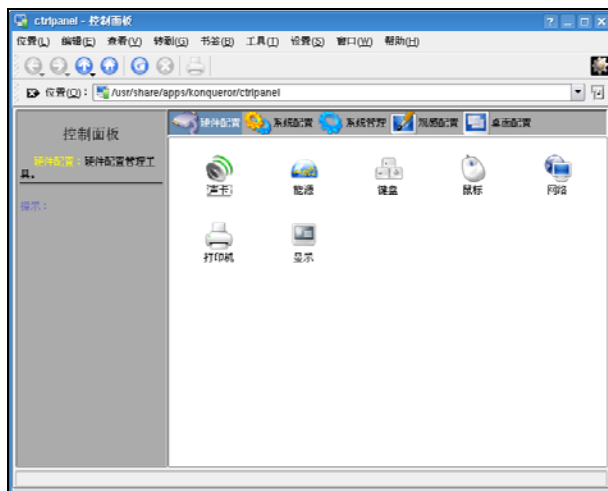 ctrlpanel - 控制面板
位置(L) 编辑(E) 查看(V) 转到(G) 书签(B) 工具(T) 设置(S) 窗口(W) 帮助(H)
位置(O): /usr/share/apps/konqueror/ctrlpanel
控制面板
硬件配置:硬件配置管理工具。
提示:
硬件配置 系统配置 系统管理 观感配置 桌面配置
声卡 能源 键盘 鼠标 网络
打印机 显示